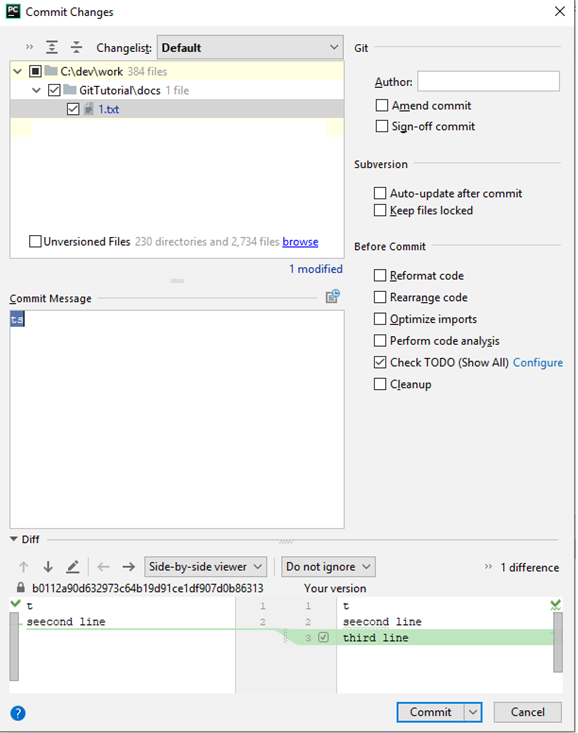 PC Commit Changes
Changelist: Default
C:\dev\work 384 files
GitTutorial\docs 1 file
1.txt
Unversioned Files 230 directories and 2,734 files browse
1 modified
Commit Message
ts
Git
Author:
Amend commit
Sign-off commit
Subversion
Auto-update after commit
Keep files locked
Before Commit
Reformat code
Rearrange code
Optimize imports
Perform code analysis
Check TODO (Show All) Configure
Cleanup
Diff
Side-by-side viewer Do not ignore 1 difference
b0112a90d632973c64b19d91ce1df907d0b86313 Your version
t 1 1 t
seecond line 2 2 seecond line
3 third line
? Commit Cancel